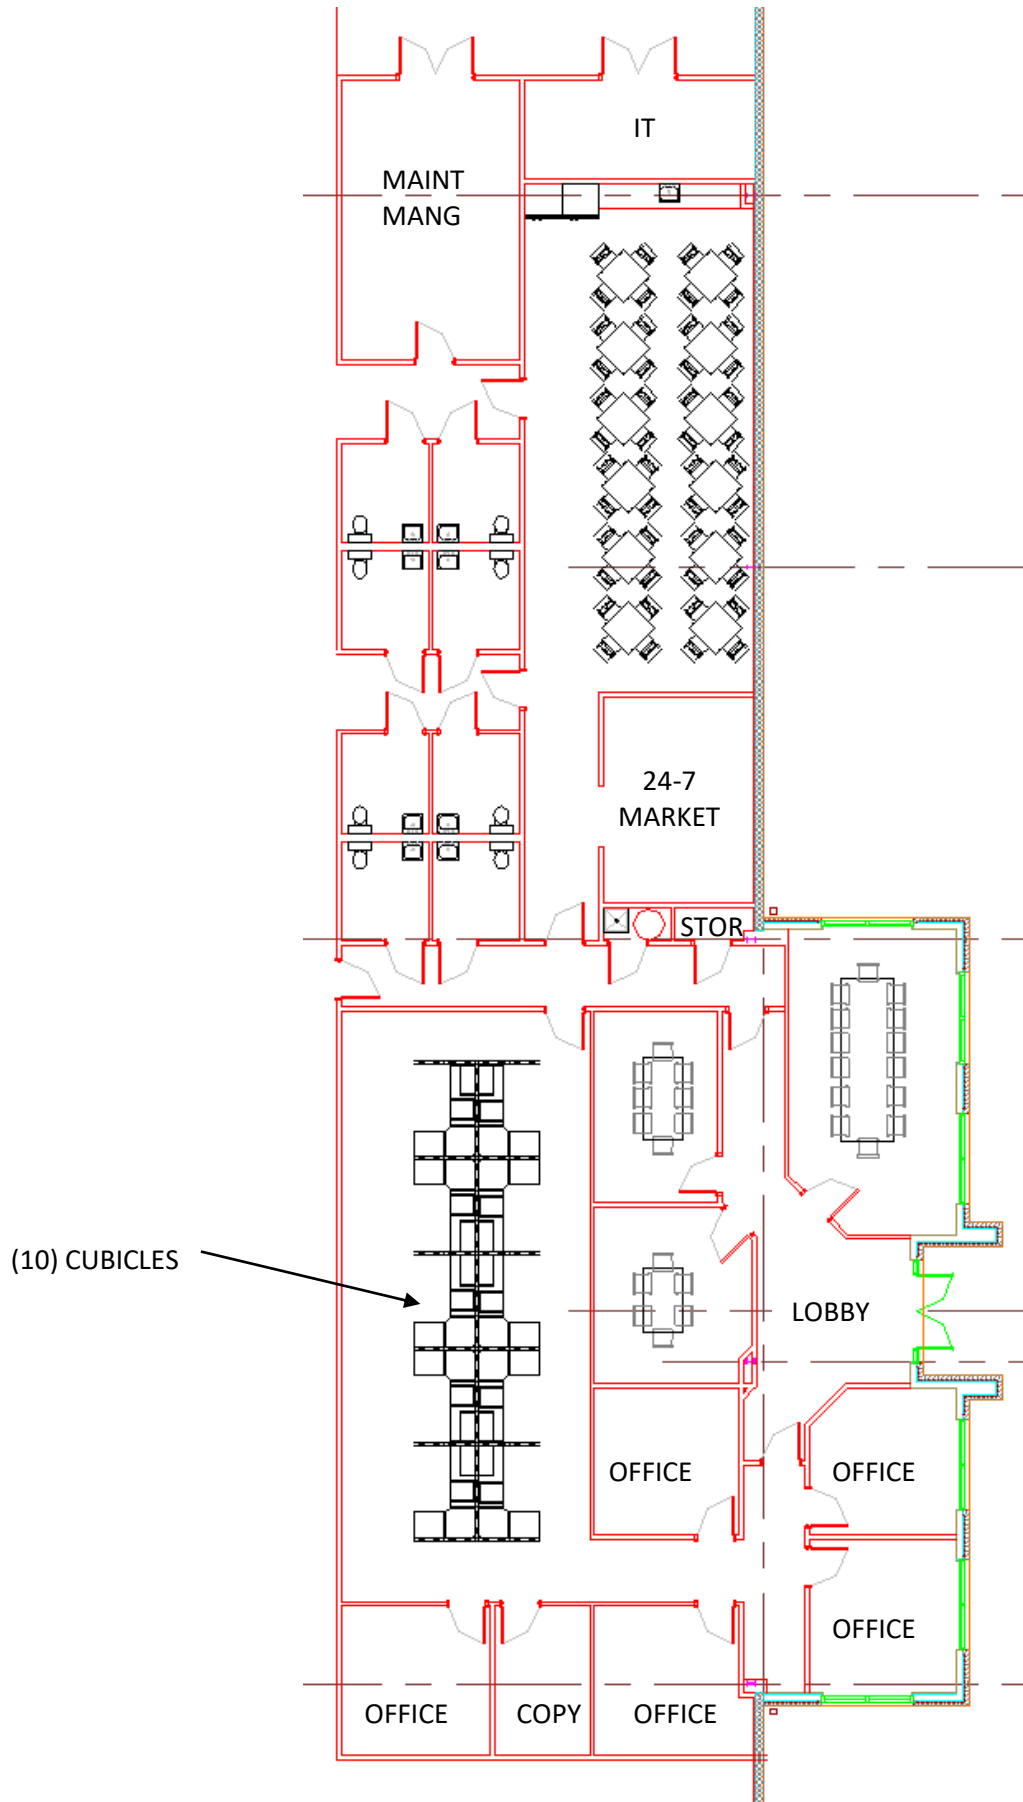 IT
MAINT
MANG
24-7
MARKET
STOR
(10) CUBICLES
LOBBY
OFFICE
OFFICE
OFFICE
OFFICE
COPY
OFFICE